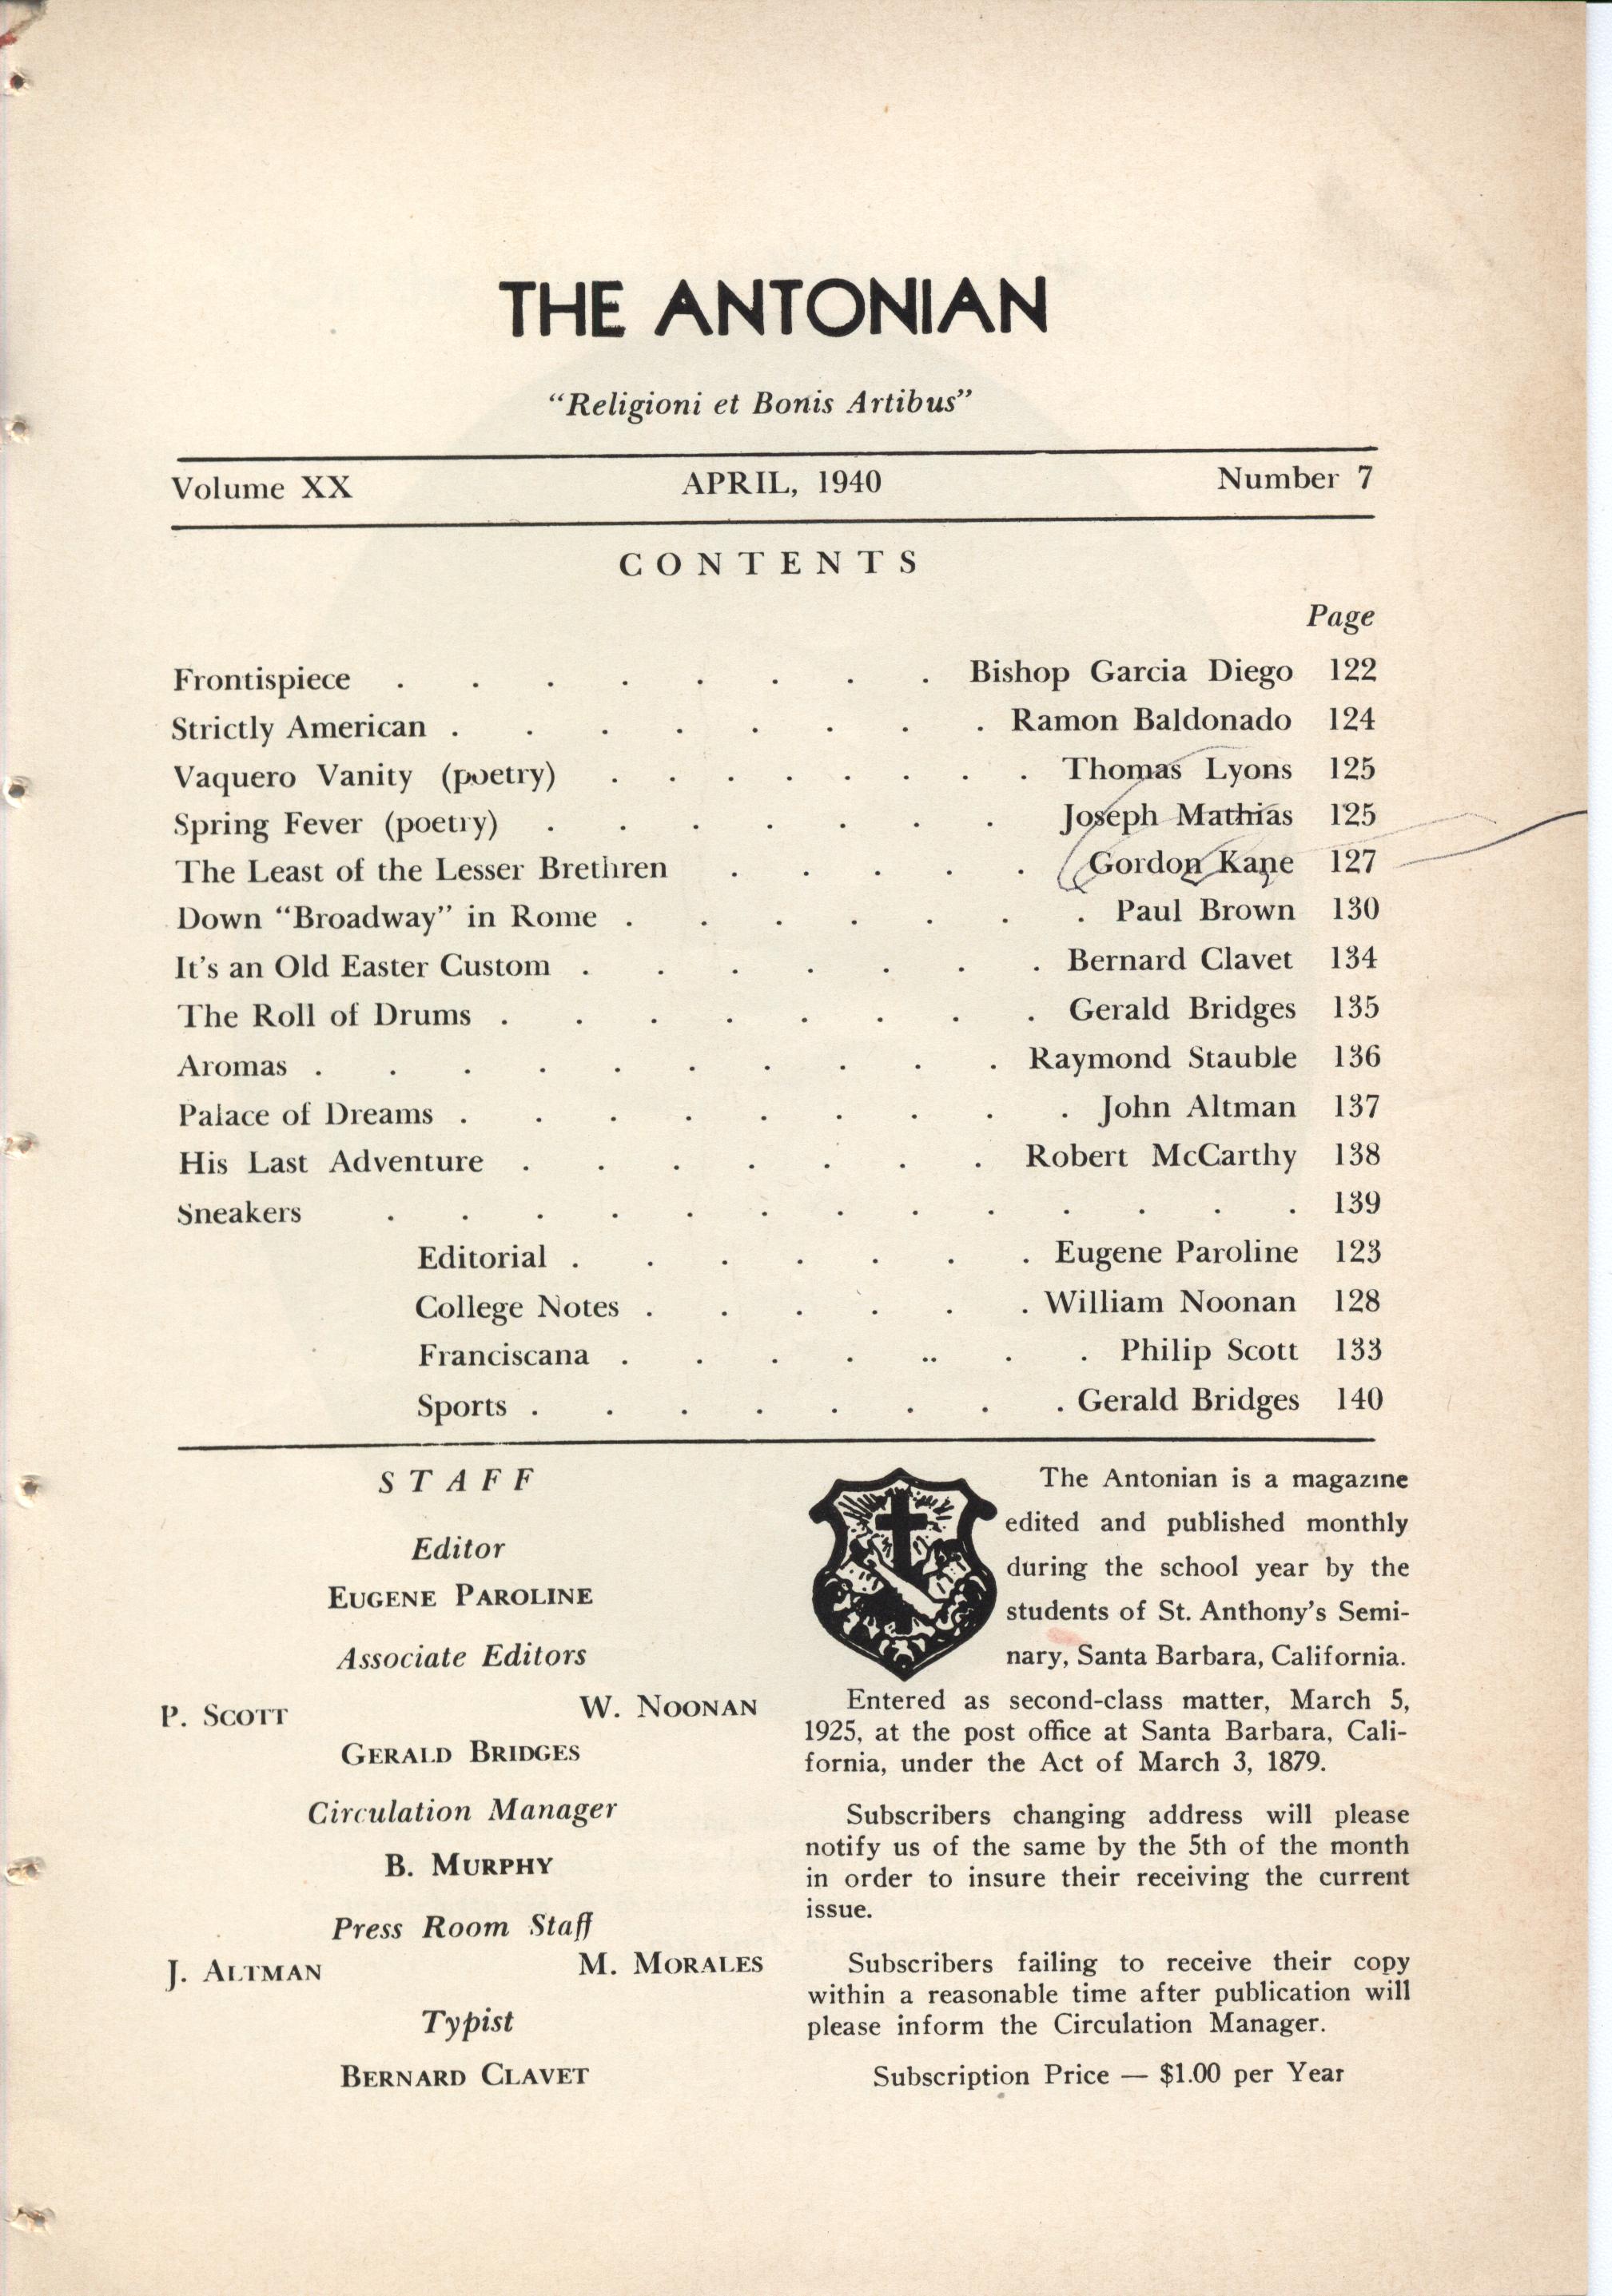 THE ANTONIAN
"Religioni et Bonis Artibus"
Volume XX APRIL, 1940 Number 7
CONTENTS
Page
Frontispiece . . . . . . . . Bishop Garcia Diego 122
Strictly American . . . . . . . . Ramon Baldonado 124
Vaquero Vanity (poetry) . . . . . . . Thomas Lyons 125
Spring Fever (poetry) . . . . . . . Joseph Mathias 125
The Least of the Lesser Brethren . . . . . Gordon Kane 127
Down "Broadway" in Rome . . . . . . . Paul Brown 130
It's an Old Easter Custom . . . . . . . Bernard Clavet 134
The Roll of Drums . . . . . . . . Gerald Bridges 135
Aromas . . . . . . . . . . Raymond Stauble 136
Palace of Dreams . . . . . . . . . John Altman 137
His Last Adventure . . . . . . . Robert McCarthy 138
Sneakers . . . . . . . . . . . . . 139
Editorial . . . . . . . Eugene Paroline 123
College Notes . . . . . . William Noonan 128
Franciscana . . . . .. . . Philip Scott 133
Sports . . . . . . . . Gerald Bridges 140
STAFF
Editor
EUGENE PAROLINE
Associate Editors
P. SCOTT W. NOONAN
GERALD BRIDGES
Circulation Manager
B. MURPHY
Press Room Staff
J. ALTMAN M. MORALES
Typist
BERNARD CLAVET
The Antonian is a magazine
edited and published monthly
during the school year by the
students of St. Anthony's Semi-
nary, Santa Barbara, California.
Entered as second-class matter, March 5,
1925, at the post office at Santa Barbara, Cali-
fornia, under the Act of March 3, 1879.
Subscribers changing address will please
notify us of the same by the 5th of the month
in order to insure their receiving the current
issue.
Subscribers failing to receive their copy
within a reasonable time after publication will
please inform the Circulation Manager.
Subscription Price — $1.00 per Year